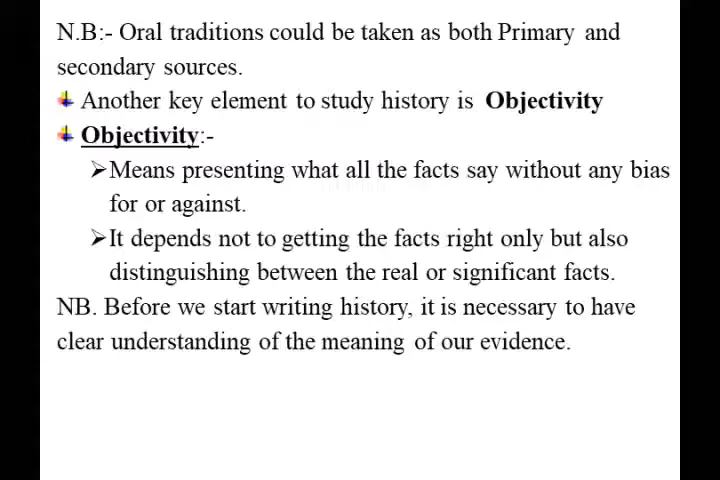 N.B:- Oral traditions could be taken as both Primary and
secondary sources.
Another key element to study history is Objectivity
Objectivity:-
➢Means presenting what all the facts say without any bias
for or against.
➢It depends not to getting the facts right only but also
distinguishing between the real or significant facts.
NB. Before we start writing history, it is necessary to have
clear understanding of the meaning of our evidence.